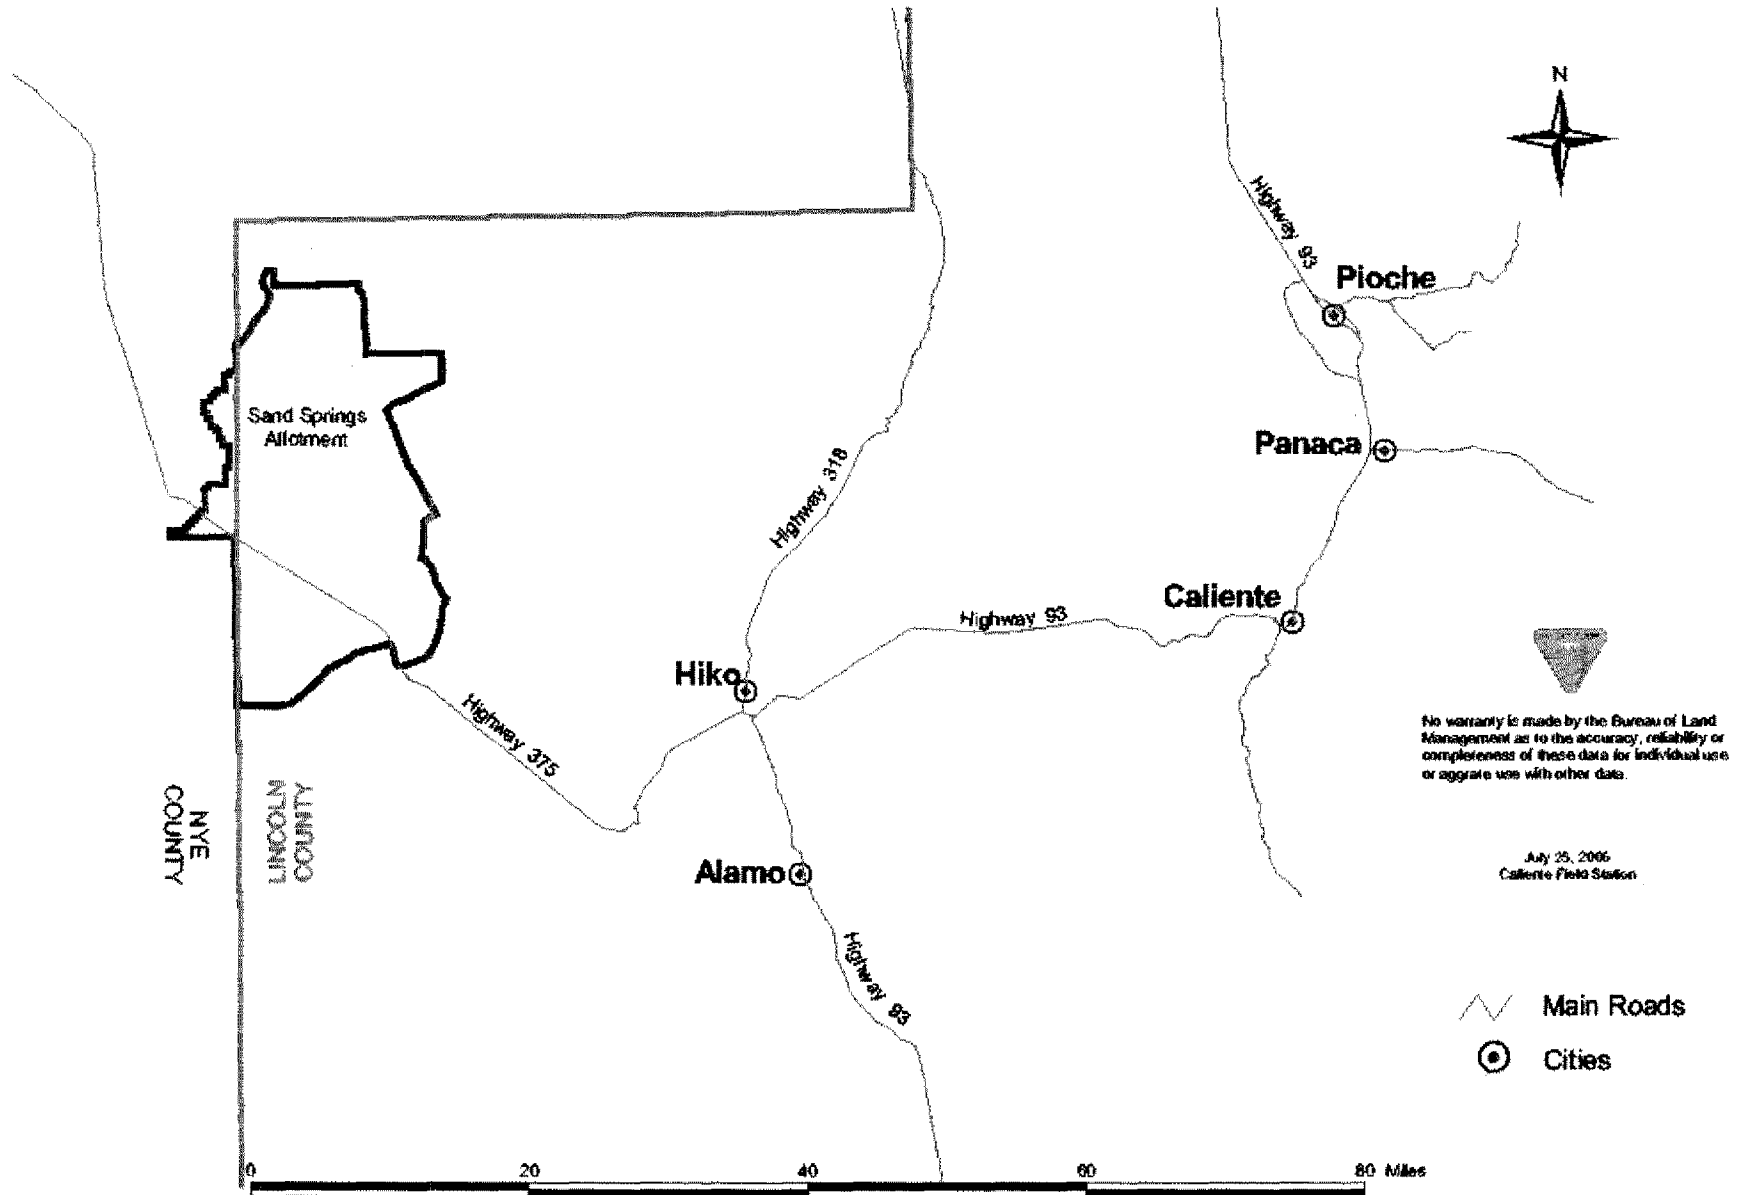 N
Highway 93
Pioche
Sand Springs
Allotment
Panaca
Highway 318
Caliente
Highway 93
Hiko
Highway 375
No warranty is made by the Bureau of Land
Management as to the accuracy, reliability or
completeness of these data for individual use
or aggrate use with other data.
NYE
COUNTY
LINCOLN
COUNTY
July 25, 2006
Caliente Field Station
Alamo
Highway 93
Main Roads
Cities
0 20 40 60 80 Miles